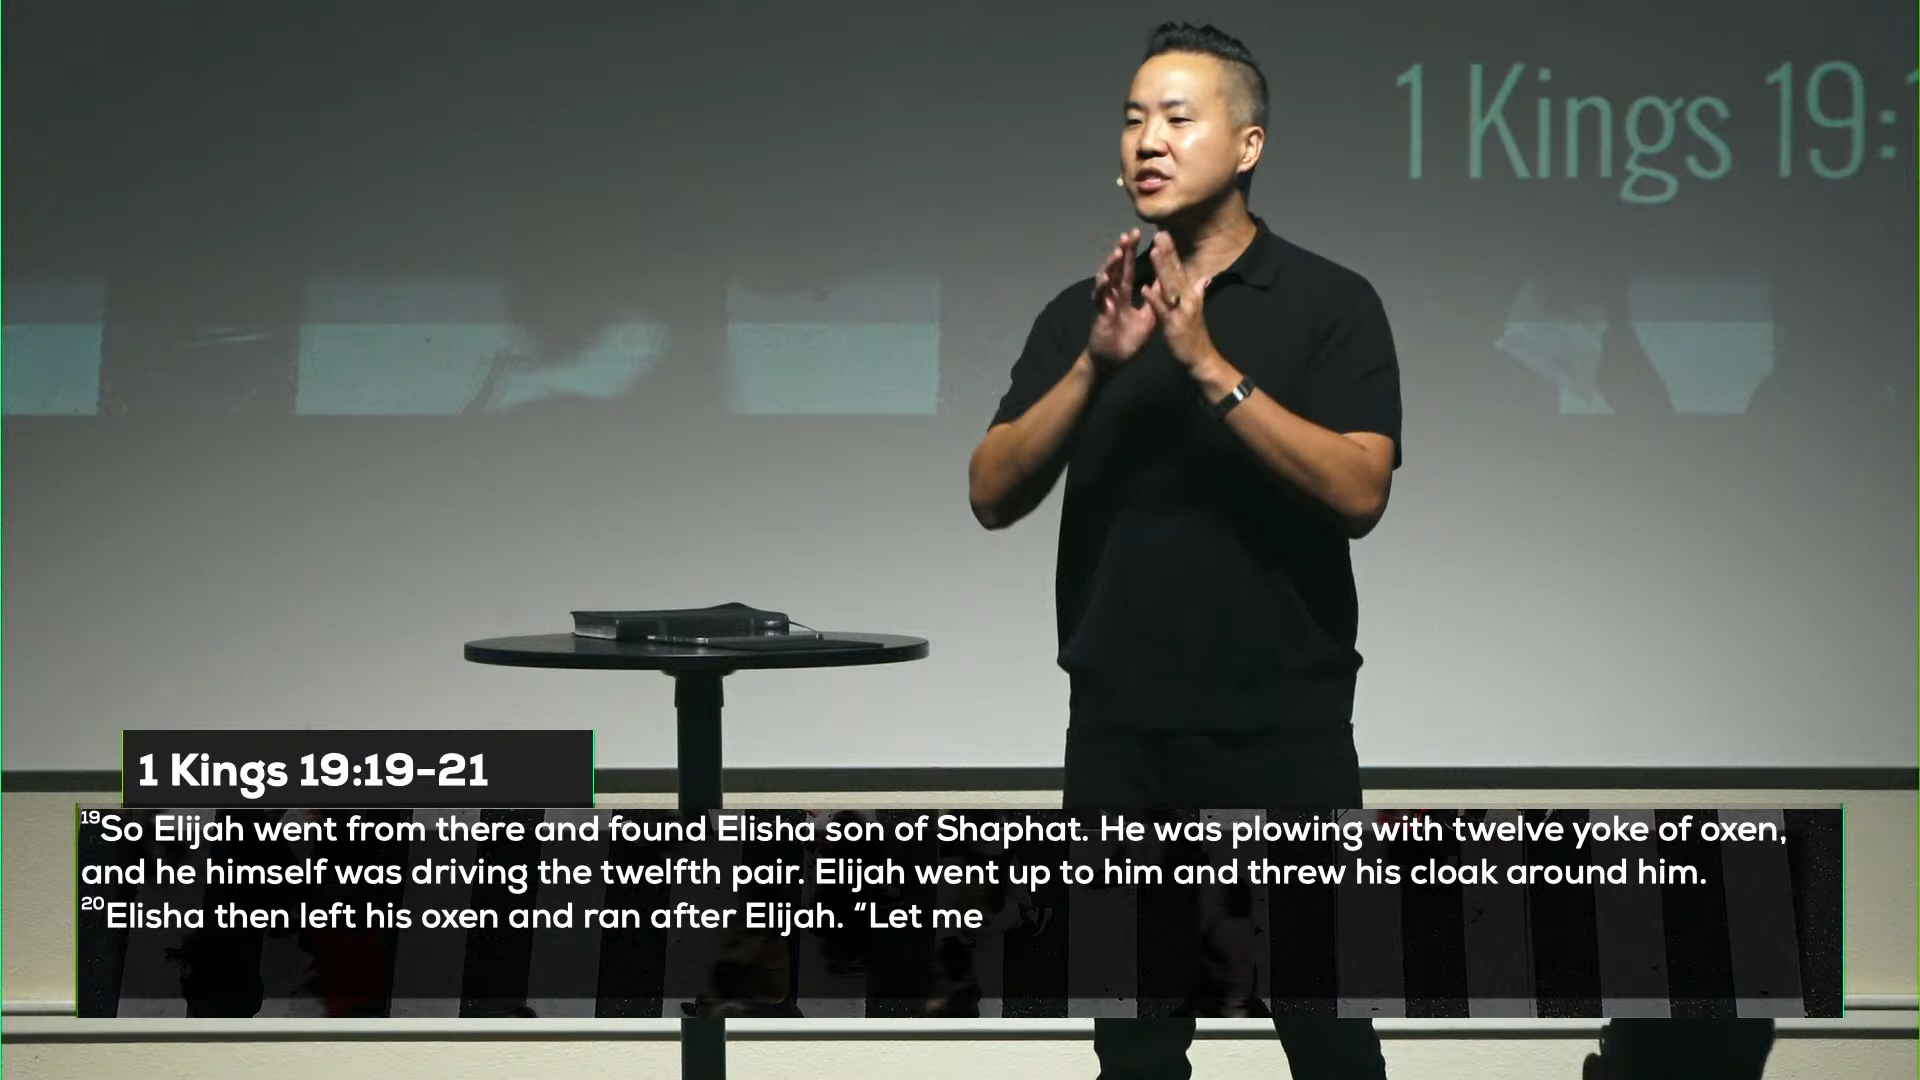 1 Kings 19:
1 Kings 19:19-21
19So Elijah went from there and found Elisha son of Shaphat. He was plowing with twelve yoke of oxen,
and he himself was driving the twelfth pair. Elijah went up to him and threw his cloak around him.
20Elisha then left his oxen and ran after Elijah. “Let me